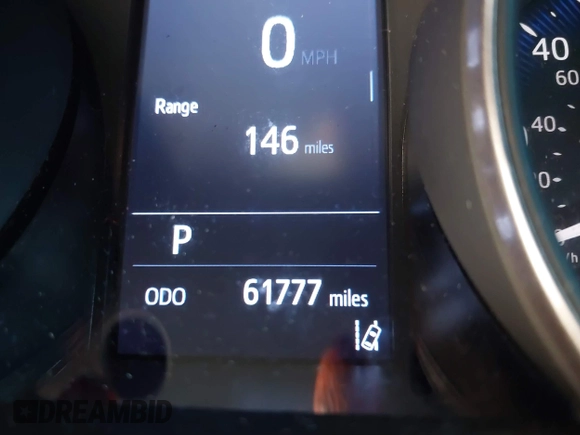 0 MPH
Range
146 miles
P
ODO 61777 miles
40
60
40
DREAMBID